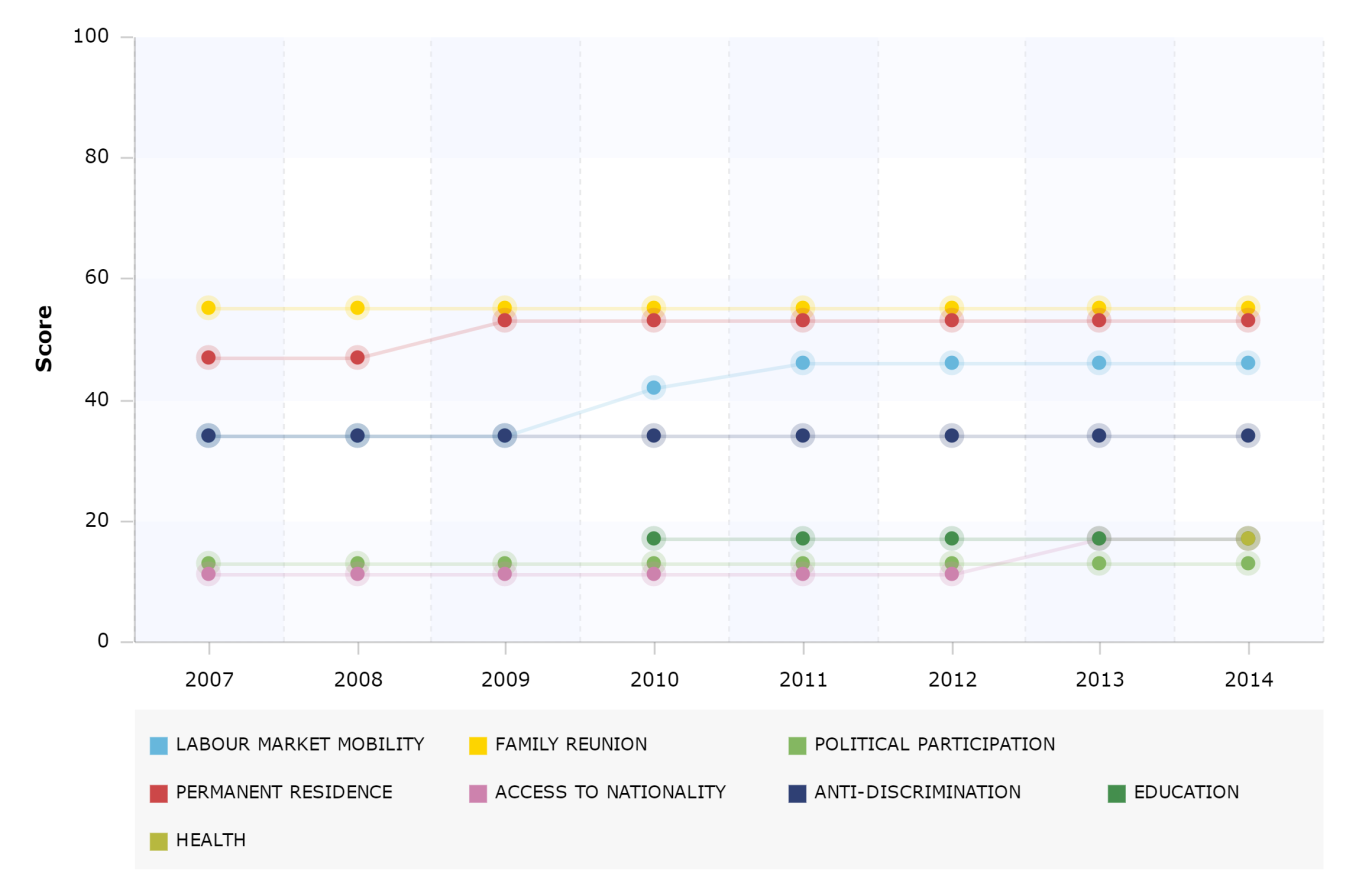 100
80
60
40
20
0
Score
2007 2008 2009 2010 2011 2012 2013 2014
LABOUR MARKET MOBILITY FAMILY REUNION POLITICAL PARTICIPATION
PERMANENT RESIDENCE ACCESS TO NATIONALITY ANTI-DISCRIMINATION EDUCATION
HEALTH